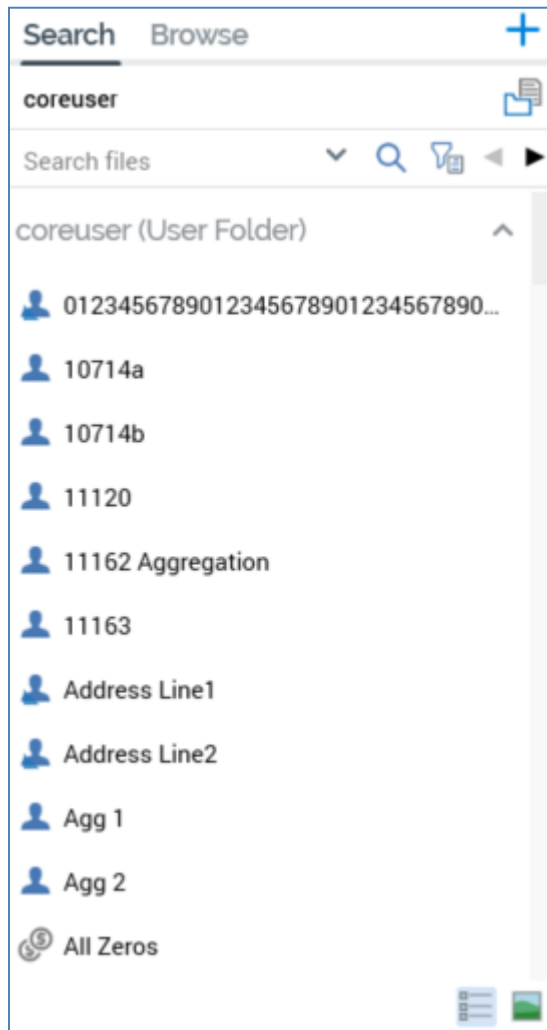 Search Browse
coreuser
Search files
coreuser (User Folder)
0123456789012345678901234567890...
10714a
10714b
11120
11162 Aggregation
11163
Address Line1
Address Line2
Agg 1
Agg 2
All Zeros